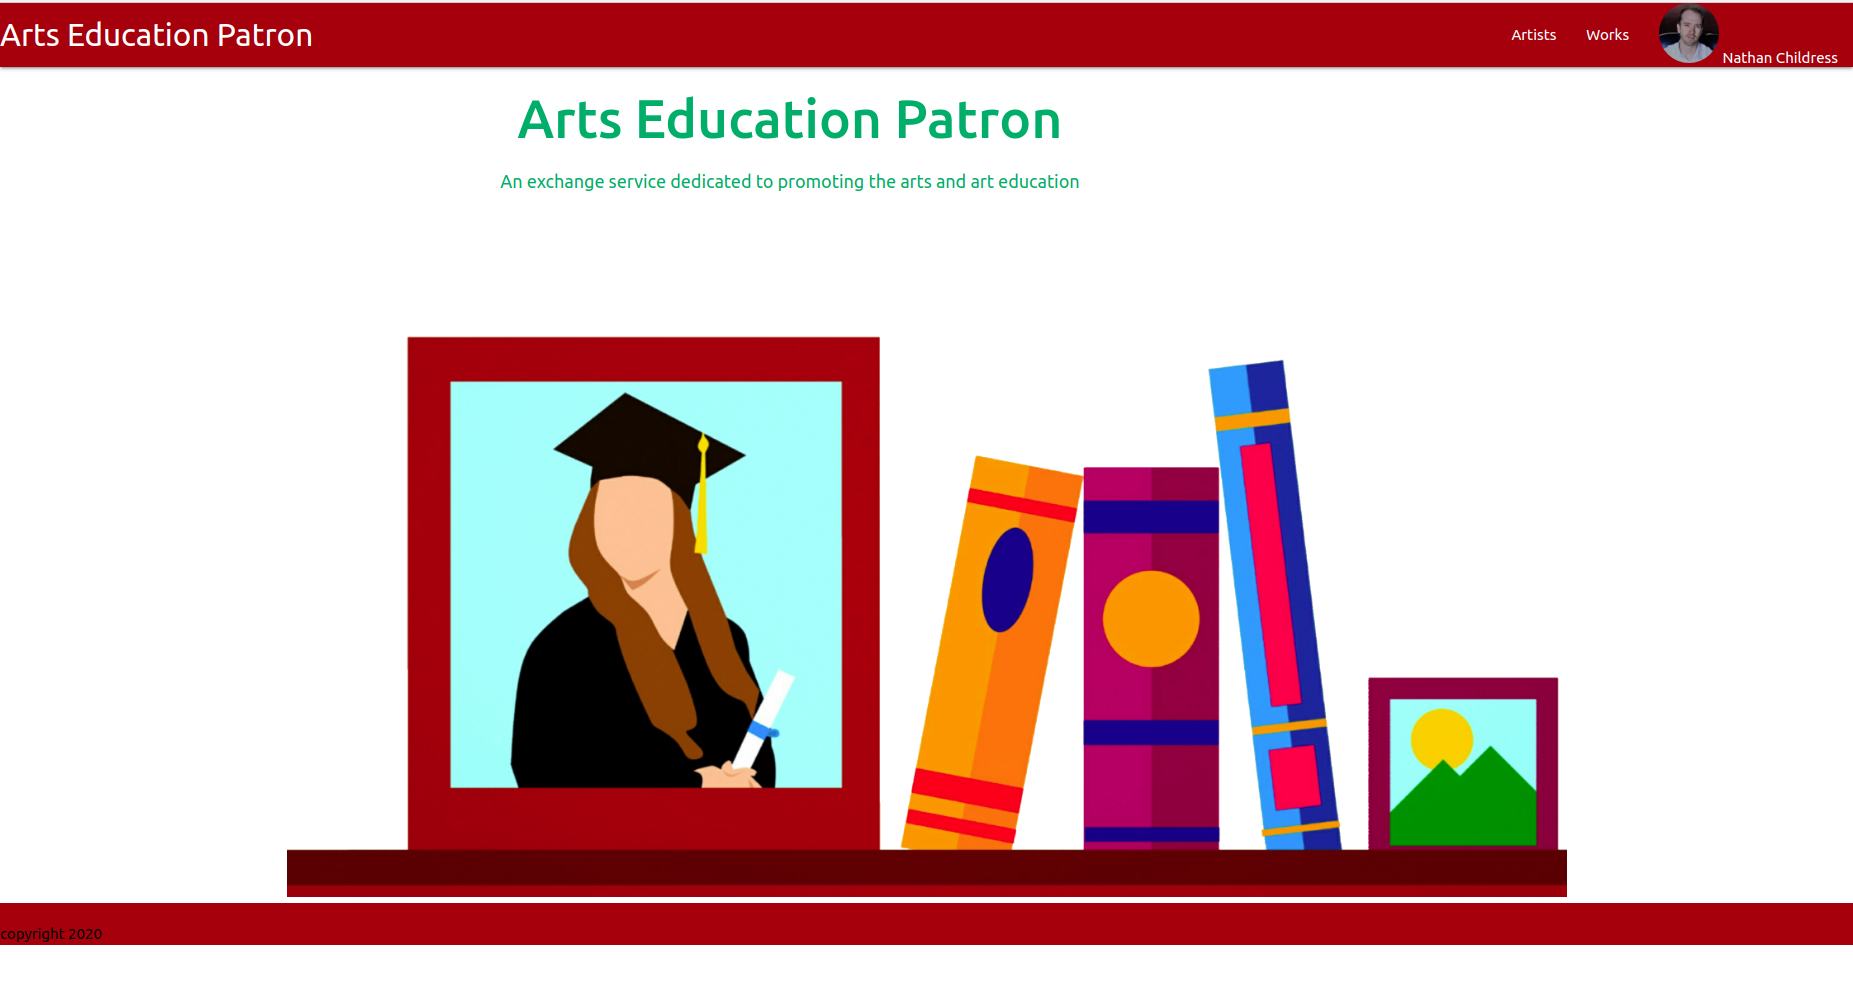 Arts Education Patron
Artists
Works
Nathan Childress
Arts Education Patron
An exchange service dedicated to promoting the arts and art education
copyright 2020